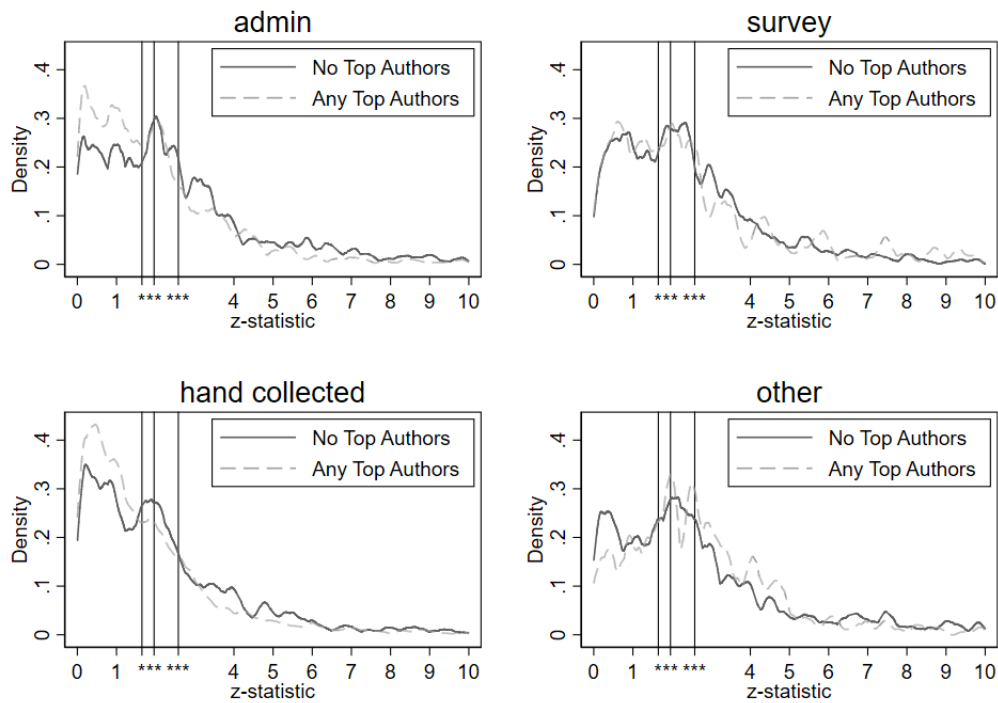 admin
No Top Authors
Any Top Authors
Density
0 .1 .2 .3 .4
0 1 *** *** 4 5 6 7 8 9 10
z-statistic
survey
No Top Authors
Any Top Authors
Density
0 .1 .2 .3 .4
0 1 *** *** 4 5 6 7 8 9 10
z-statistic
hand collected
No Top Authors
Any Top Authors
Density
0 .1 .2 .3 .4
0 1 *** *** 4 5 6 7 8 9 10
z-statistic
other
No Top Authors
Any Top Authors
Density
0 .1 .2 .3 .4
0 1 *** *** 4 5 6 7 8 9 10
z-statistic